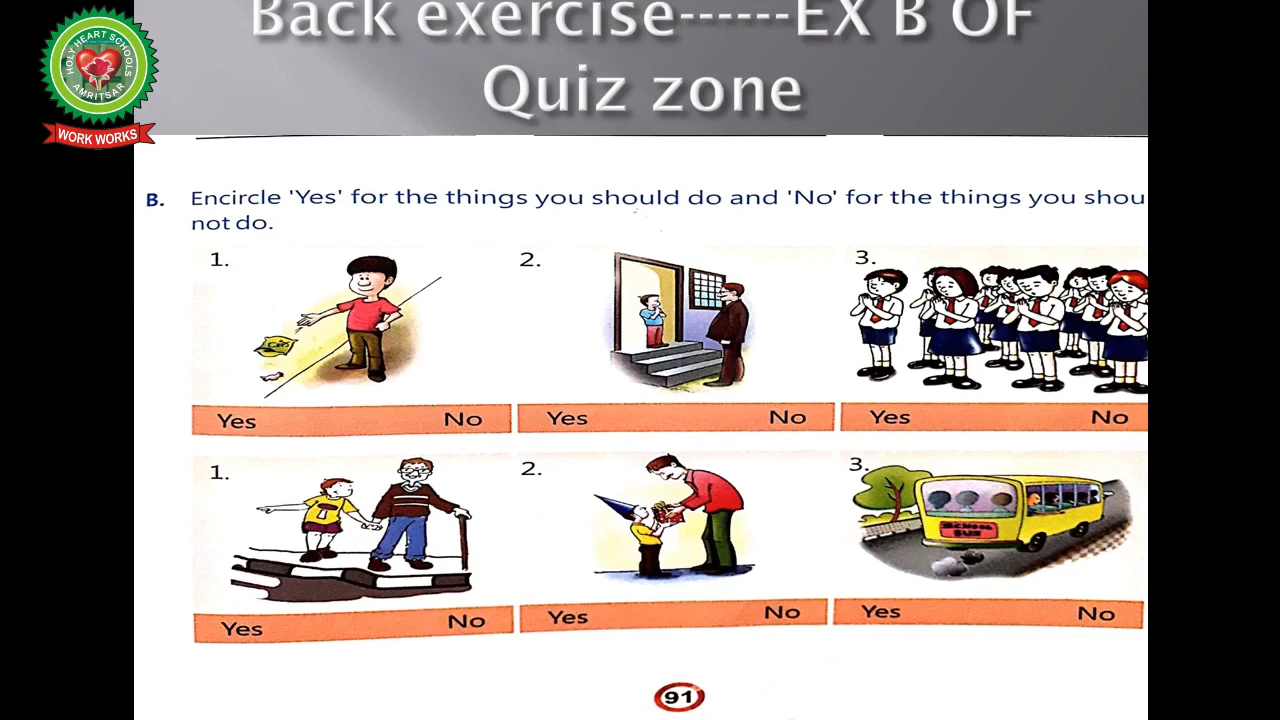 Back exercise------EX B OF
Quiz zone
HOLY HEART SCHOOLS
AMRITSAR
WORK WORKS
B. Encircle 'Yes' for the things you should do and 'No' for the things you shou
not do.
1. 2. 3.
Yes No Yes No Yes No
1. 2. 3.
SCHOOL
Yes No Yes No Yes No
91